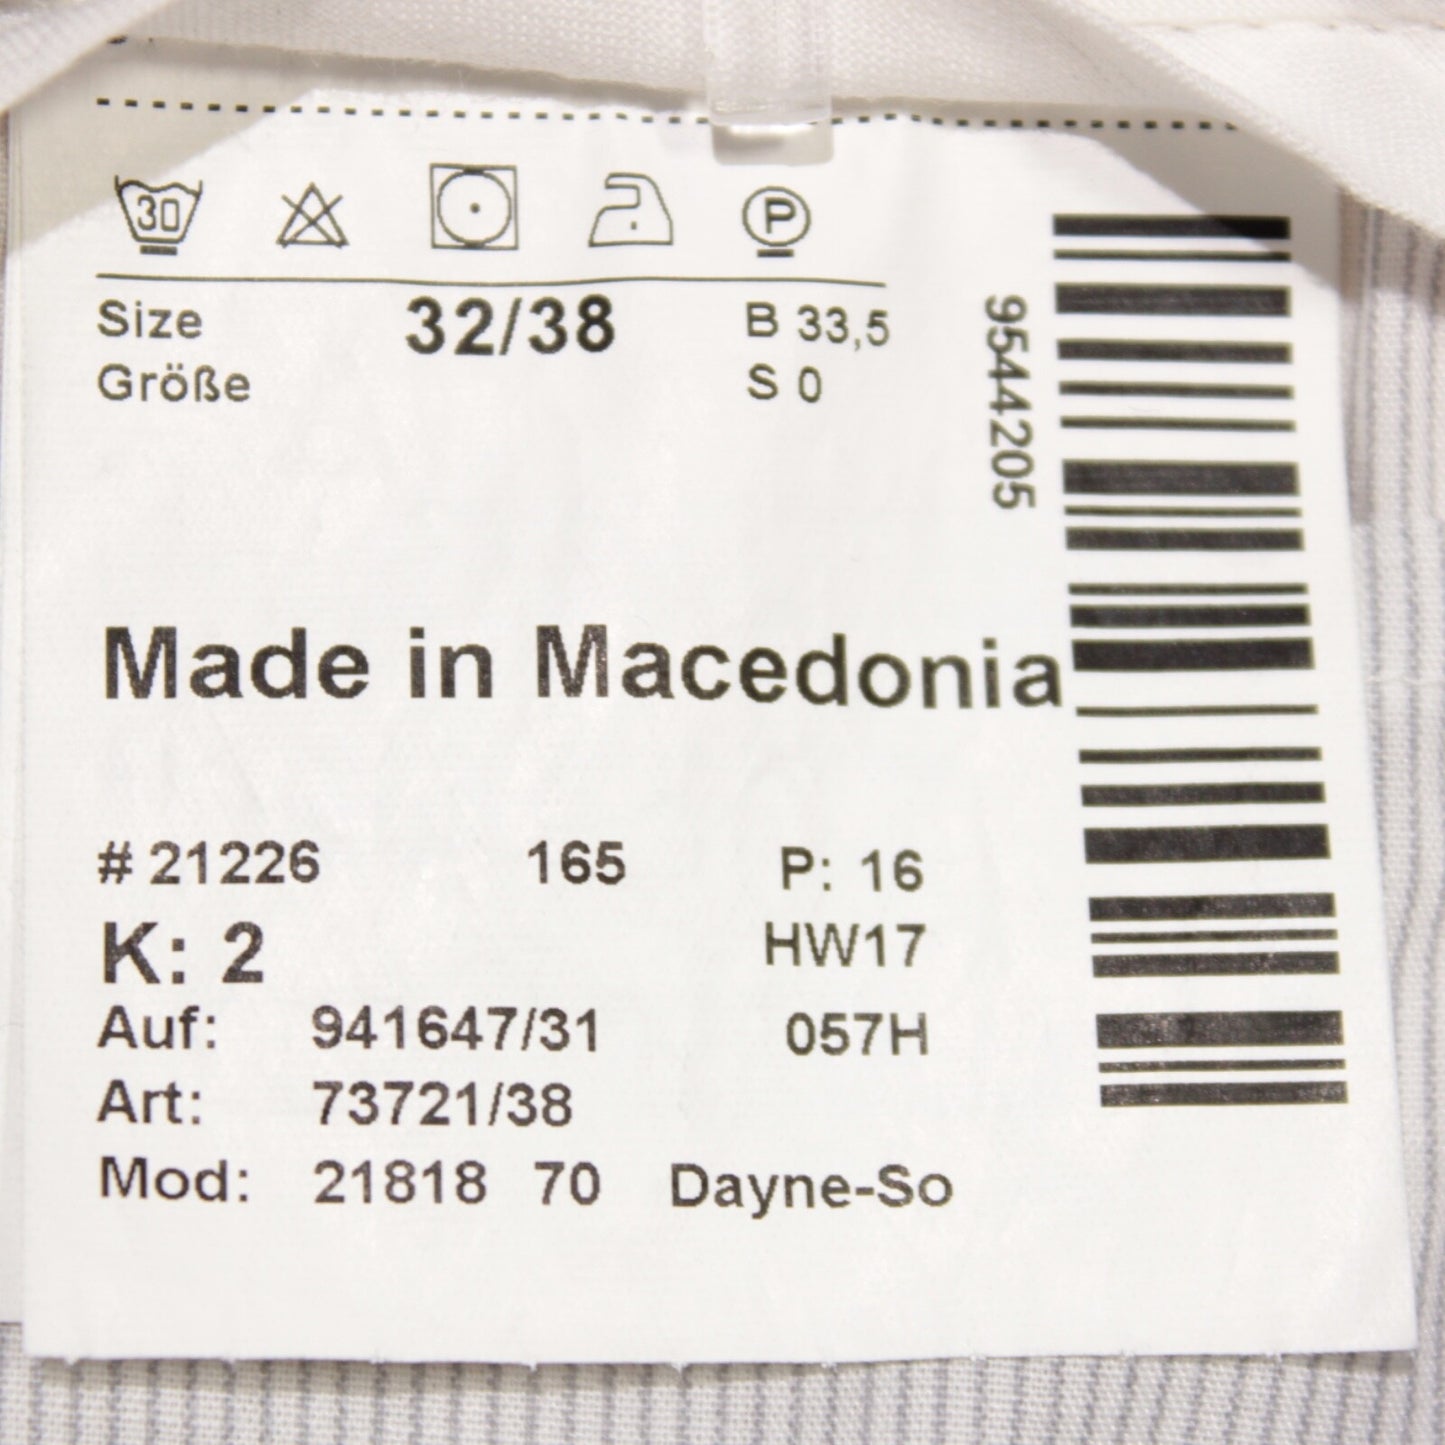 30 P
Size 32/38 B 33,5
Größe S 0
9544205
Made in Macedonia
# 21226 165 P: 16
K: 2 HW17
Auf: 941647/31 057H
Art: 73721/38
Mod: 21818 70 Dayne-So